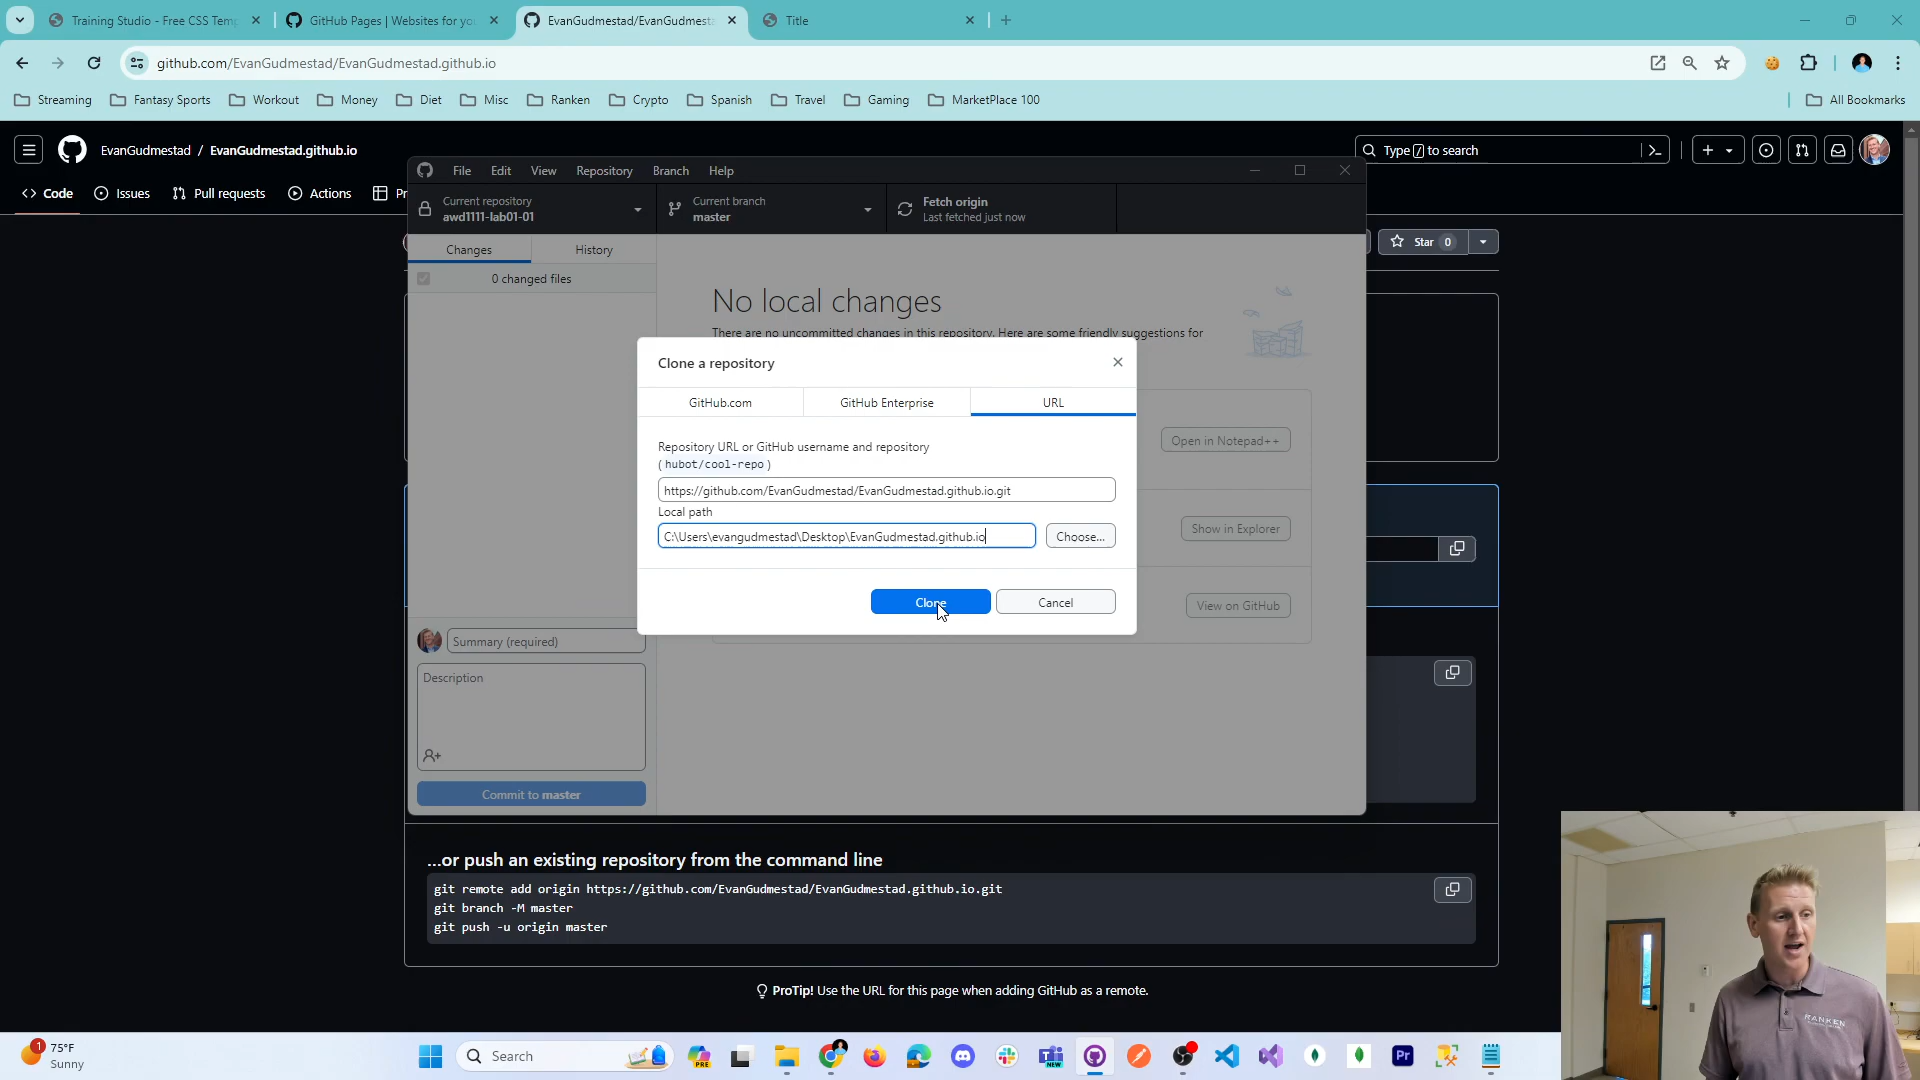 Training Studio - Free CSS Temp
GitHub Pages | Websites for you
EvanGudmestad/EvanGudmesta
Title
github.com/EvanGudmestad/EvanGudmestad.github.io
Streaming
Fantasy Sports
Workout
Money
Diet
Misc
Ranken
Crypto
Spanish
Travel
Gaming
MarketPlace 100
All Bookmarks
EvanGudmestad / EvanGudmestad.github.io
Type / to search
Code
Issues
Pull requests
Actions
Pr
Star 0
File
Edit
View
Repository
Branch
Help
Current repository
awd1111-lab01-01
Current branch
master
Fetch origin
Last fetched just now
Changes
History
0 changed files
No local changes
There are no uncommitted changes in this repository. Here are some friendly suggestions for
Open in Notepad++
Show in Explorer
View on GitHub
Clone a repository
GitHub.com
GitHub Enterprise
URL
Repository URL or GitHub username and repository
(hubot/cool-repo)
https://github.com/EvanGudmestad/EvanGudmestad.github.io.git
Local path
C:\Users\evangudmestad\Desktop\EvanGudmestad.github.io
Choose...
Clone
Cancel
Summary (required)
Description
Commit to master
...or push an existing repository from the command line
git remote add origin https://github.com/EvanGudmestad/EvanGudmestad.github.io.git
git branch -M master
git push -u origin master
ProTip! Use the URL for this page when adding GitHub as a remote.
RANKEN
1
75°F
Sunny
Search
PRE
NEW
Pr